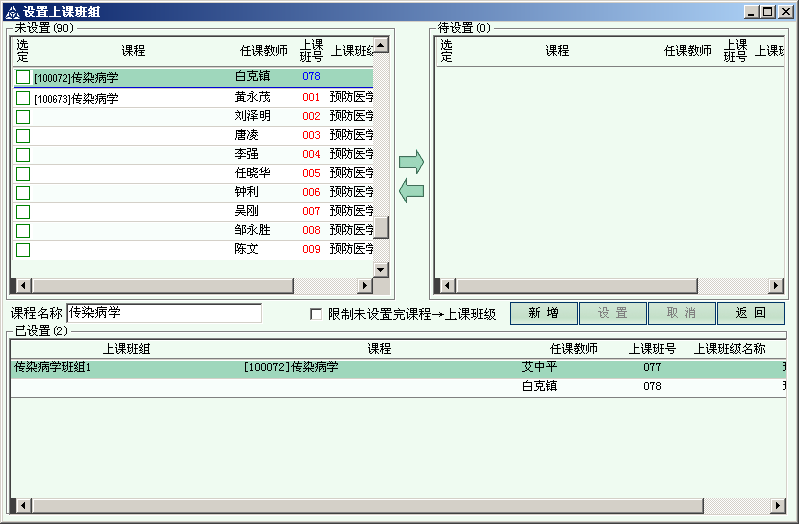 设置上课班组
未设置(90)
选定 课程 任课教师 上课班号 上课班级
[100072]传染病学 白克镇 078
[100673]传染病学 黄永茂 001 预防医学
刘泽明 002 预防医学
唐凌 003 预防医学
李强 004 预防医学
任晓华 005 预防医学
钟利 006 预防医学
吴刚 007 预防医学
邹永胜 008 预防医学
陈文 009 预防医学
待设置(0)
选定 课程 任课教师 上课班号 上课班
课程名称 传染病学
限制未设置完课程→上课班级
新 增 设 置 取 消 返 回
已设置(2)
上课班组 课程 任课教师 上课班号 上课班级名称
传染病学班组1 [100072]传染病学 艾中平 077
白克镇 078